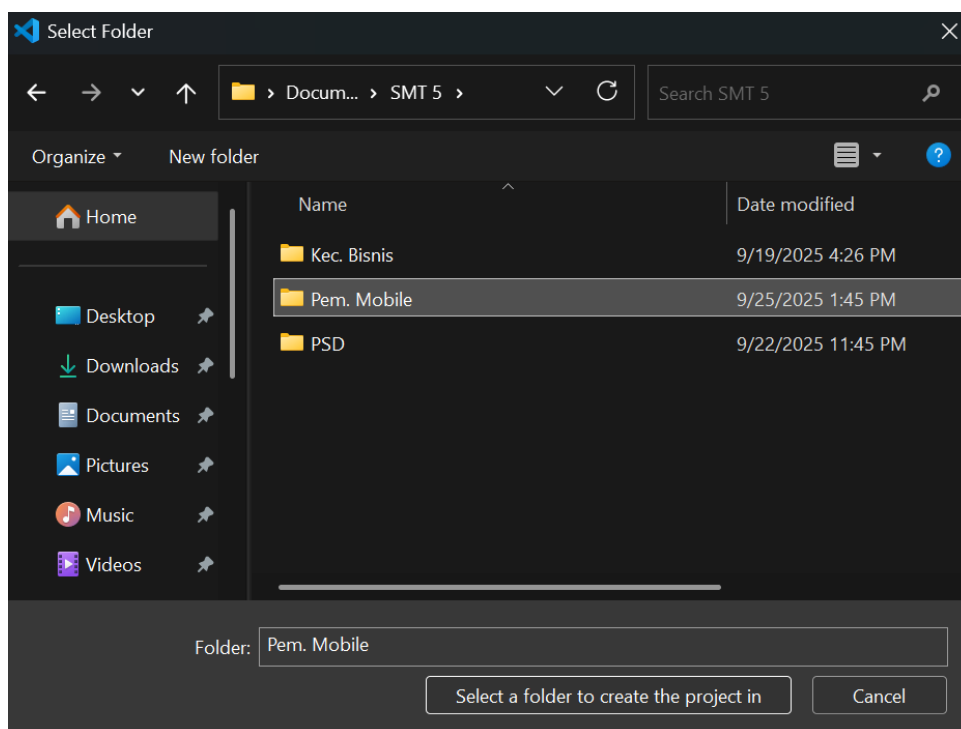 Select Folder
Docum... > SMT 5 >
Search SMT 5
Organize
New folder
Home
Desktop
Downloads
Documents
Pictures
Music
Videos
Name Date modified
Kec. Bisnis 9/19/2025 4:26 PM
Pem. Mobile 9/25/2025 1:45 PM
PSD 9/22/2025 11:45 PM
Folder: Pem. Mobile
Select a folder to create the project in
Cancel